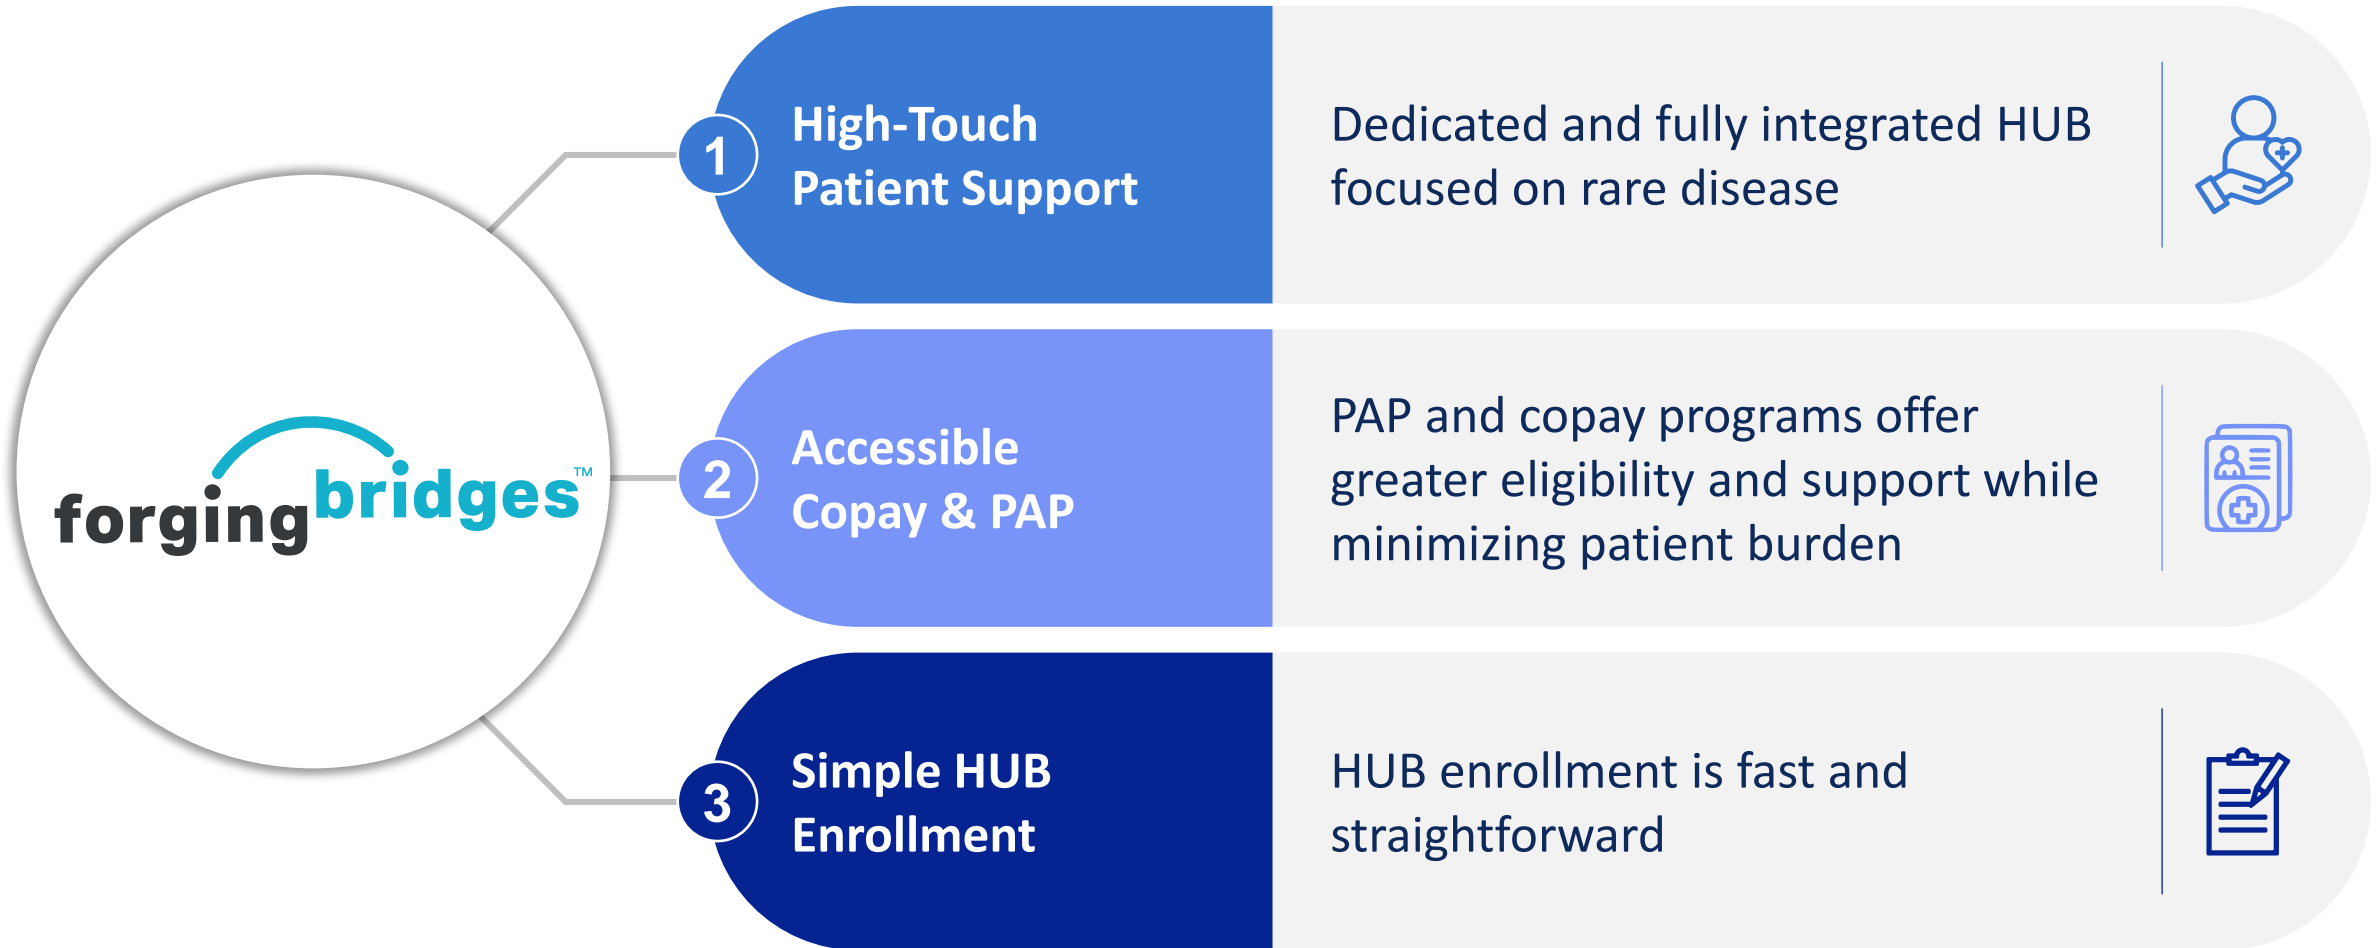 forgingbridges™
1
High-Touch
Patient Support
Dedicated and fully integrated HUB
focused on rare disease
2
Accessible
Copay & PAP
PAP and copay programs offer
greater eligibility and support while
minimizing patient burden
3
Simple HUB
Enrollment
HUB enrollment is fast and
straightforward